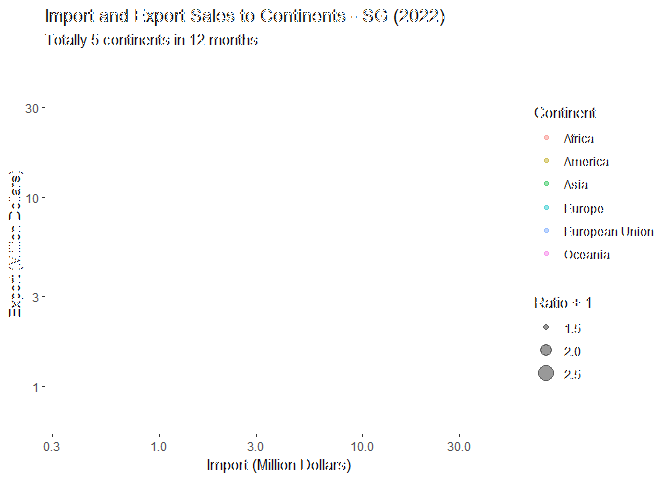 Import and Export Sales to Continents - SG (2022)
Totally 5 continents in 12 months
30
10
3
1
Export (Million Dollars)
0.3
1.0
3.0
10.0
30.0
Import (Million Dollars)
Continent
Africa
America
Asia
Europe
European Union
Oceania
Ratio + 1
1.5
2.0
2.5